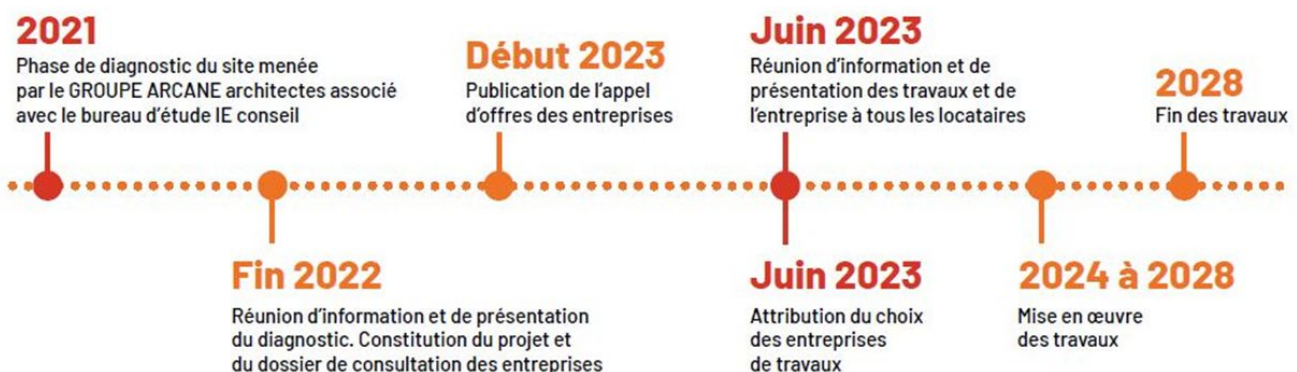 2021
Phase de diagnostic du site menée
par le GROUPE ARCANE architectes associé
avec le bureau d'étude IE conseil
Fin 2022
Réunion d'information et de présentation
du diagnostic. Constitution du projet et
du dossier de consultation des entreprises
Début 2023
Publication de l'appel
d'offres des entreprises
Juin 2023
Réunion d'information et de
présentation des travaux et de
l'entreprise à tous les locataires
Juin 2023
Attribution du choix
des entreprises
de travaux
2024 à 2028
Mise en œuvre
des travaux
2028
Fin des travaux